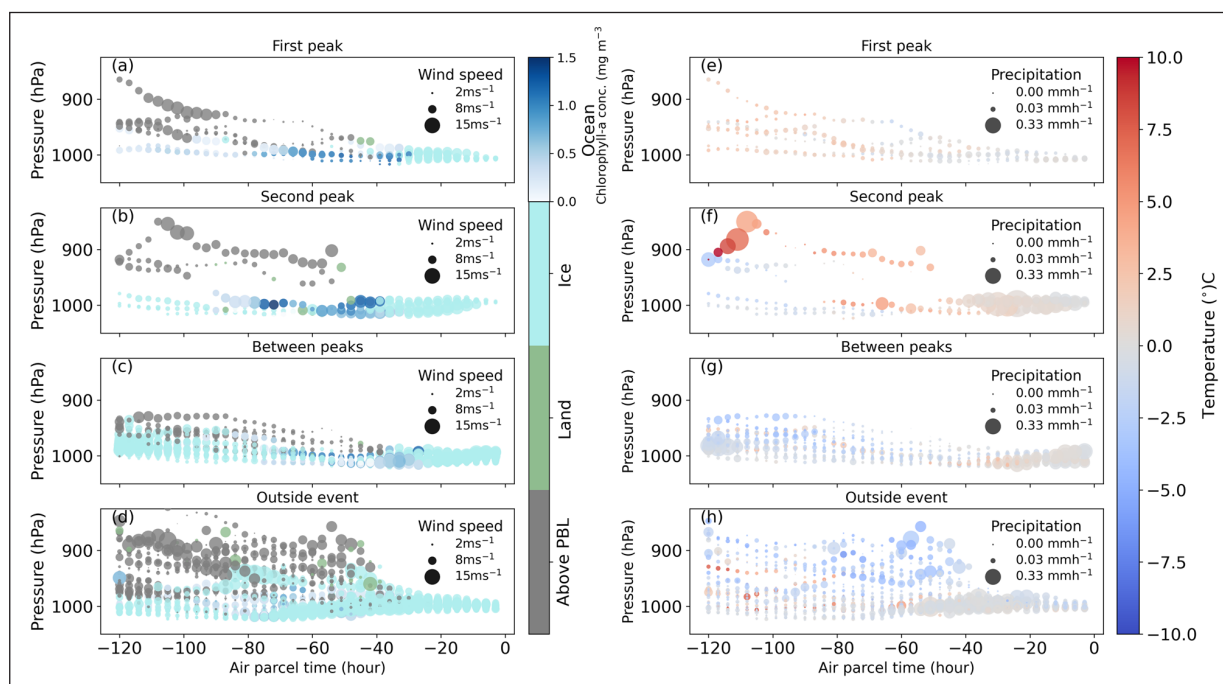 First peak
(a)
Wind speed
2ms⁻¹
8ms⁻¹
15ms⁻¹
Pressure (hPa)
900
1000
Second peak
(b)
Wind speed
2ms⁻¹
8ms⁻¹
15ms⁻¹
Pressure (hPa)
900
1000
Between peaks
(c)
Wind speed
2ms⁻¹
8ms⁻¹
15ms⁻¹
Pressure (hPa)
900
1000
Outside event
(d)
Wind speed
2ms⁻¹
8ms⁻¹
15ms⁻¹
Pressure (hPa)
900
1000
−120
−100
−80
−60
−40
−20
0
Air parcel time (hour)
1.5
1.0
0.5
0.0
Ocean
Chlorophyll-a conc. (mg m⁻³)
Ice
Land
Above PBL
First peak
(e)
Precipitation
0.00 mmh⁻¹
0.03 mmh⁻¹
0.33 mmh⁻¹
Pressure (hPa)
900
1000
Second peak
(f)
Precipitation
0.00 mmh⁻¹
0.03 mmh⁻¹
0.33 mmh⁻¹
Pressure (hPa)
900
1000
Between peaks
(g)
Precipitation
0.00 mmh⁻¹
0.03 mmh⁻¹
0.33 mmh⁻¹
Pressure (hPa)
900
1000
Outside event
(h)
Precipitation
0.00 mmh⁻¹
0.03 mmh⁻¹
0.33 mmh⁻¹
Pressure (hPa)
900
1000
−120
−100
−80
−60
−40
−20
0
Air parcel time (hour)
10.0
7.5
5.0
2.5
0.0
−2.5
−5.0
−7.5
−10.0
Temperature (°)C